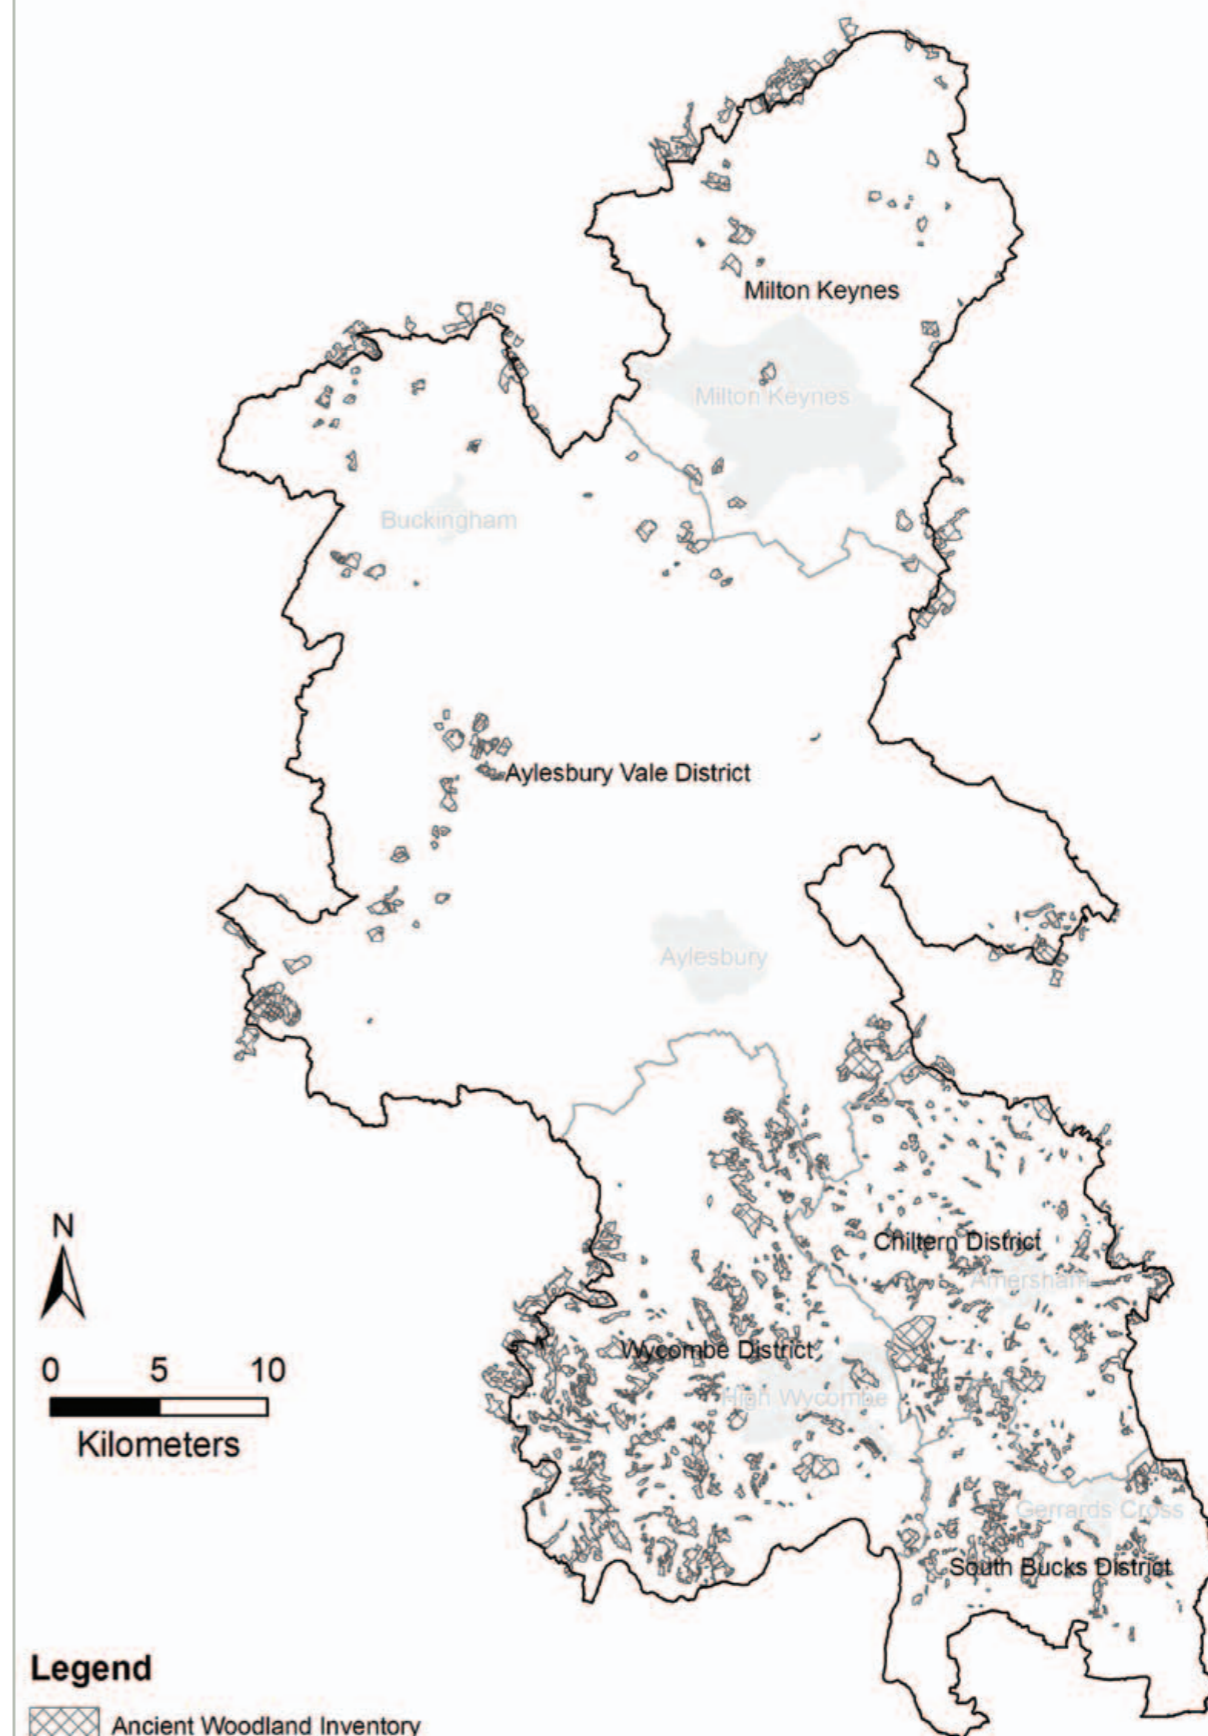 Milton Keynes
Milton Keynes
Buckingham
Aylesbury Vale District
Aylesbury
Chiltern District
Amersham
Wycombe District
High Wycombe
Gerrards Cross
South Bucks District
N
0 5 10
Kilometers
Legend
Ancient Woodland Inventory